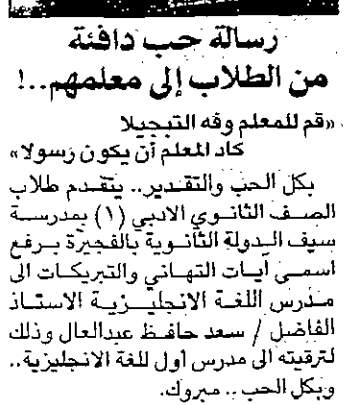 رسالة حب دافئة
من الطلاب إلى معلمهم..!
«قم للمعلم وفه التبجيلا
كاد المعلم أن يكون رسولا»
بكل الحب والتقدير.. يتقدم طلاب
الصف الثانوي الادبي (١) بمدرسة
سيف الدولة الثانوية بالفجيرة برفع
اسمى آيات التهاني والتبريكات الى
مدرس اللغة الانجليزية الاستاذ
الفاضل / سعد حافظ عبدالعال وذلك
لترقيته الى مدرس أول للغة الانجليزية..
وبكل الحب .. مبروك.